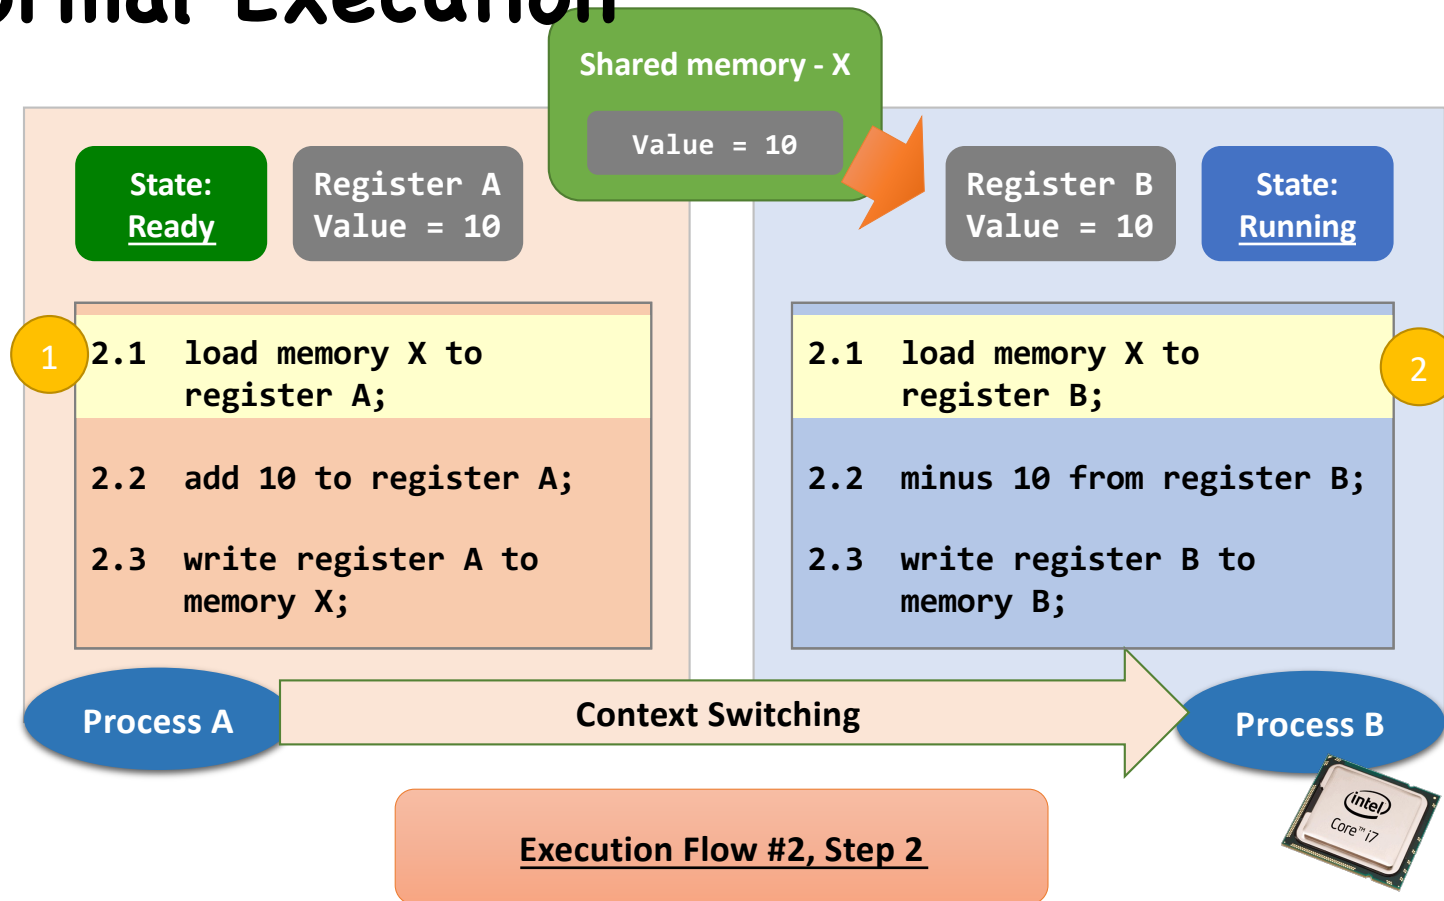 Execution
Shared memory - X
Value = 10
State:
Ready
Register A
Value = 10
Register B
Value = 10
State:
Running
1
2.1 load memory X to
register A;
2.2 add 10 to register A;
2.3 write register A to
memory X;
2.1 load memory X to
register B;
2
2.2 minus 10 from register B;
2.3 write register B to
memory B;
Process A
Context Switching
Process B
intel
Core™ i7
Execution Flow #2, Step 2